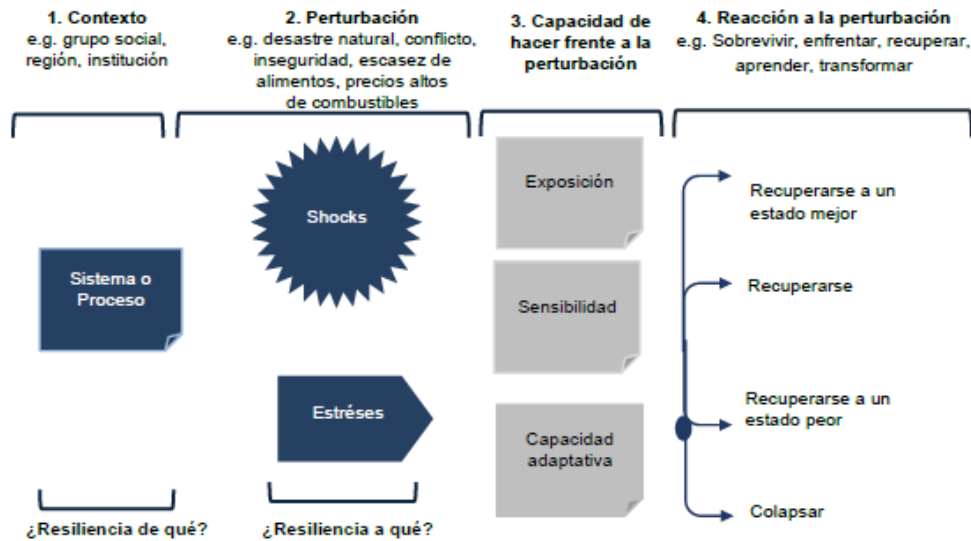 1. Contexto
e.g. grupo social,
región, institución
2. Perturbación
e.g. desastre natural, conflicto,
inseguridad, escasez de
alimentos, precios altos
de combustibles
3. Capacidad de
hacer frente a la
perturbación
4. Reacción a la perturbación
e.g. Sobrevivir, enfrentar, recuperar,
aprender, transformar
Sistema o
Proceso
¿Resiliencia de qué?
Shocks
Estréses
¿Resiliencia a qué?
Exposición
Sensibilidad
Capacidad
adaptativa
Recuperarse a un
estado mejor
Recuperarse
Recuperarse a un
estado peor
Colapsar